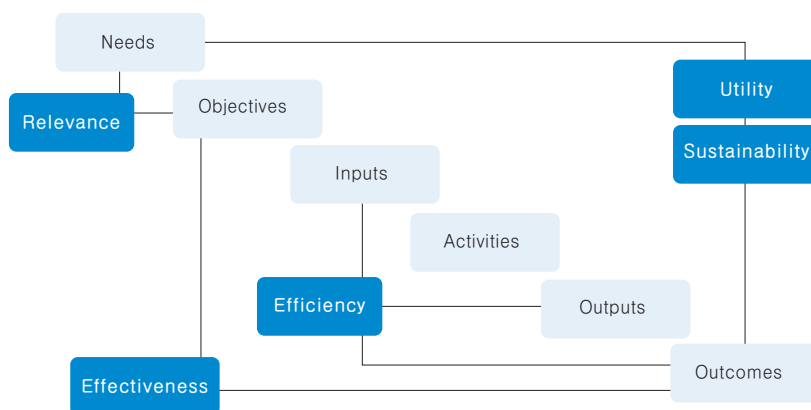 Needs
Utility
Objectives
Relevance
Sustainability
Inputs
Activities
Efficiency
Outputs
Outcomes
Effectiveness